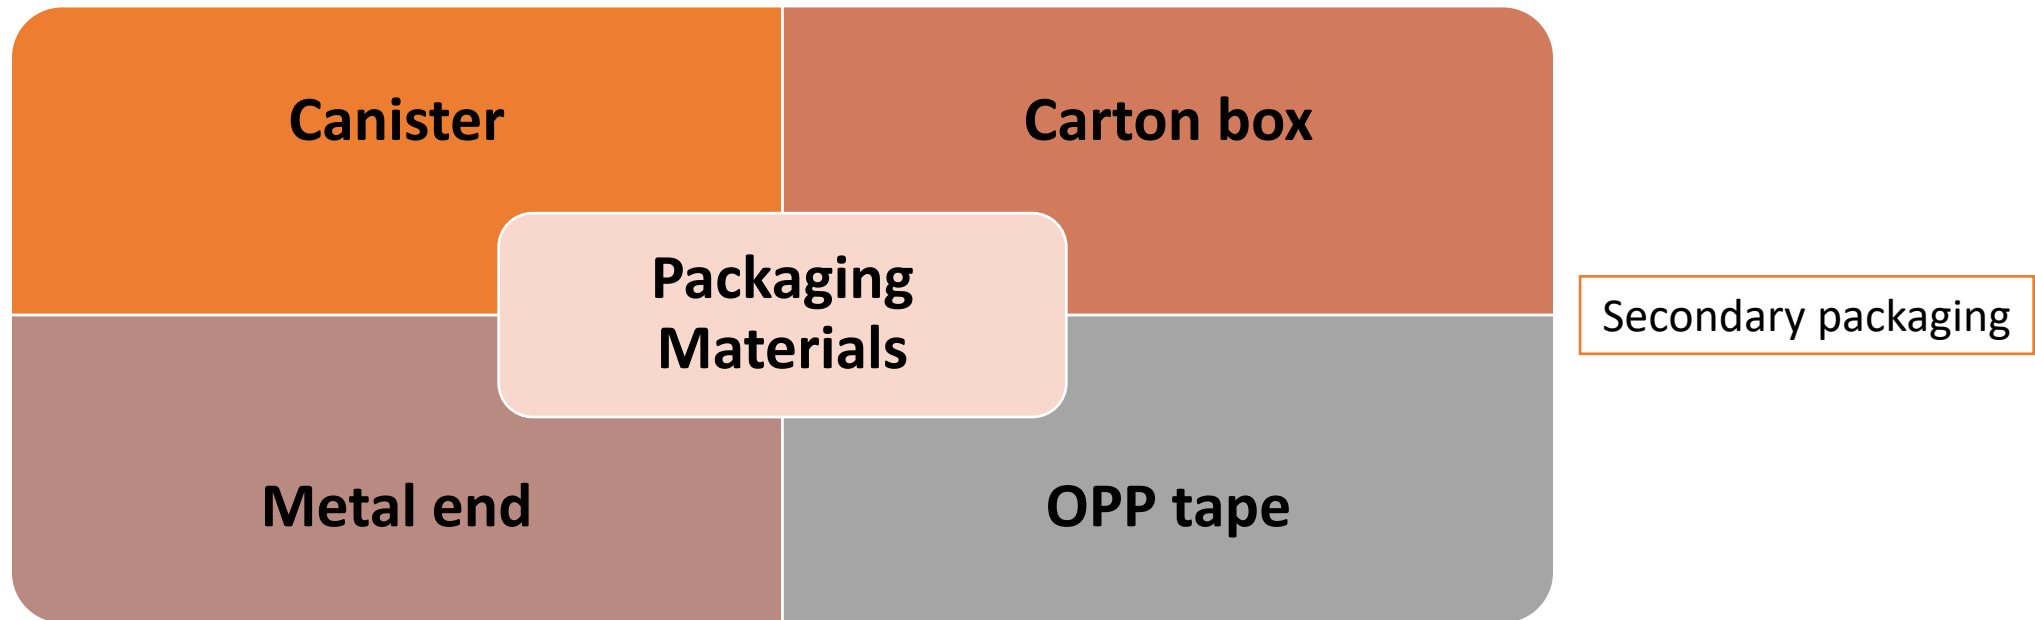 Canister
Carton box
Packaging
Materials
Secondary packaging
Metal end
OPP tape